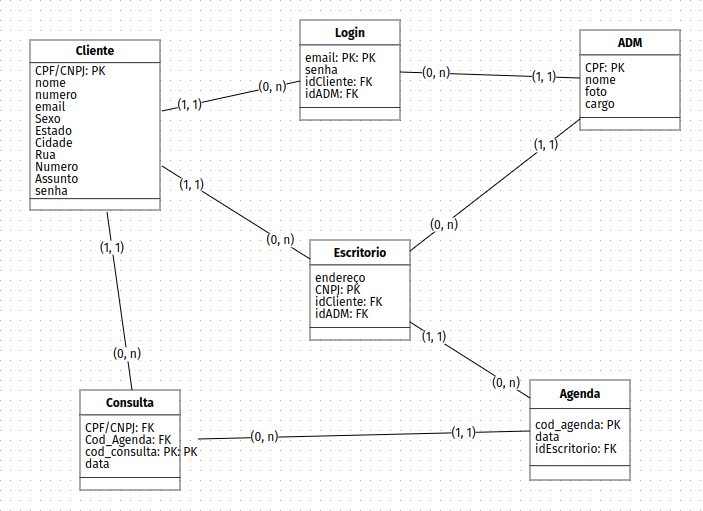 Cliente
CPF/CNPJ: PK
nome
numero
email
Sexo
Estado
Cidade
Rua
Numero
Assunto
senha
Login
email: PK: PK
senha
idCliente: FK
idADM: FK
ADM
CPF: PK
nome
foto
cargo
(1, 1)
(0, n)
(0, n)
(1, 1)
(1, 1)
(0, n)
(1, 1)
(0, n)
Escritorio
endereço
CNPJ: PK
idCliente: FK
idADM: FK
(1, 1)
(0, n)
(1, 1)
(0, n)
Consulta
CPF/CNPJ: FK
Cod_Agenda: FK
cod_consulta: PK: PK
data
(0, n)
(1, 1)
Agenda
cod_agenda: PK
data
idEscritorio: FK